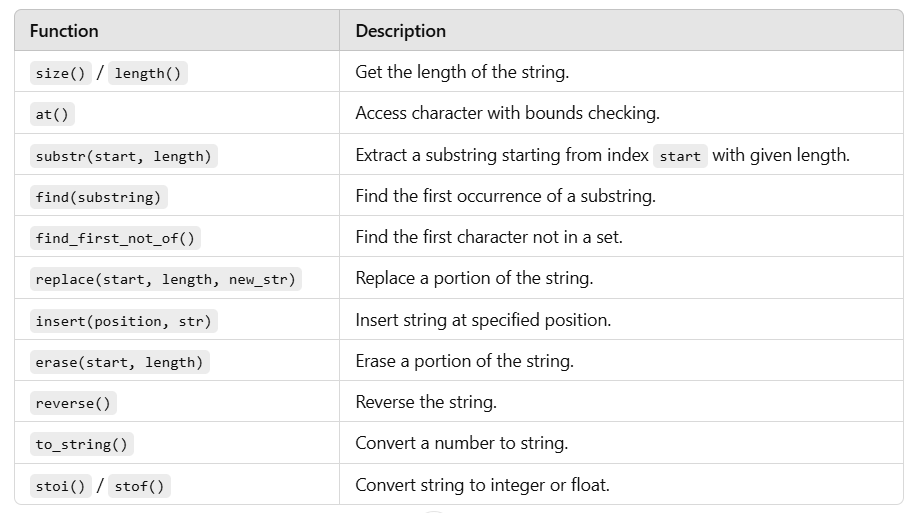 Function Description
size() / length() Get the length of the string.
at() Access character with bounds checking.
substr(start, length) Extract a substring starting from index start with given length.
find(substring) Find the first occurrence of a substring.
find_first_not_of() Find the first character not in a set.
replace(start, length, new_str) Replace a portion of the string.
insert(position, str) Insert string at specified position.
erase(start, length) Erase a portion of the string.
reverse() Reverse the string.
to_string() Convert a number to string.
stoi() / stof() Convert string to integer or float.